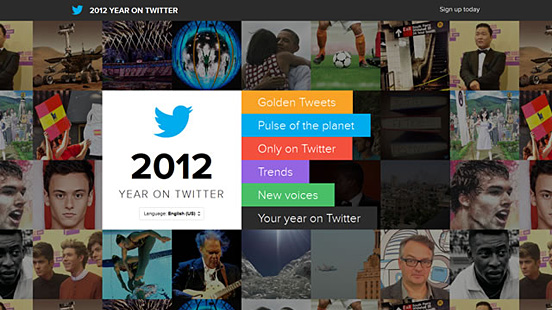 2012 YEAR ON TWITTER
Sign up today
Golden Tweets
Pulse of the planet
Only on Twitter
Trends
New voices
Your year on Twitter
2012
YEAR ON TWITTER
Language: English (US)